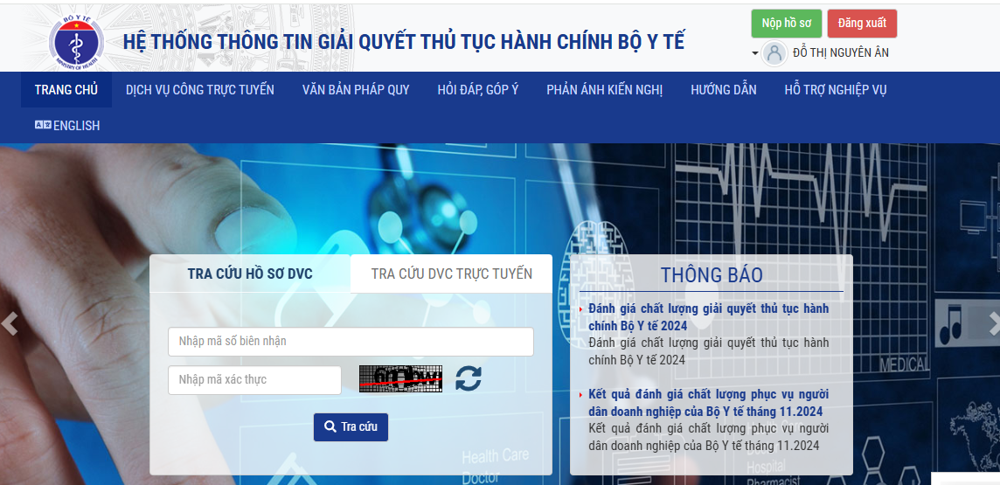 BỘ Y TẾ
MINISTRY OF HEALTH
HỆ THỐNG THÔNG TIN GIẢI QUYẾT THỦ TỤC HÀNH CHÍNH BỘ Y TẾ
Nộp hồ sơ
Đăng xuất
ĐỖ THỊ NGUYÊN ÂN
TRANG CHỦ
DỊCH VỤ CÔNG TRỰC TUYẾN
VĂN BẢN PHÁP QUY
HỎI ĐÁP, GÓP Ý
PHẢN ÁNH KIẾN NGHỊ
HƯỚNG DẪN
HỖ TRỢ NGHIỆP VỤ
ENGLISH
TRA CỨU HỒ SƠ DVC
TRA CỨU DVC TRỰC TUYẾN
Nhập mã số biên nhận
Nhập mã xác thực
Tra cứu
THÔNG BÁO
Đánh giá chất lượng giải quyết thủ tục hành
chính Bộ Y tế 2024
Đánh giá chất lượng giải quyết thủ tục hành
chính Bộ Y tế 2024
Kết quả đánh giá chất lượng phục vụ người
dân doanh nghiệp của Bộ Y tế tháng 11.2024
Kết quả đánh giá chất lượng phục vụ người
dân doanh nghiệp của Bộ Y tế tháng 11.2024
MEDICAL
Health Care
Doctor
Hospital
Pharmacist